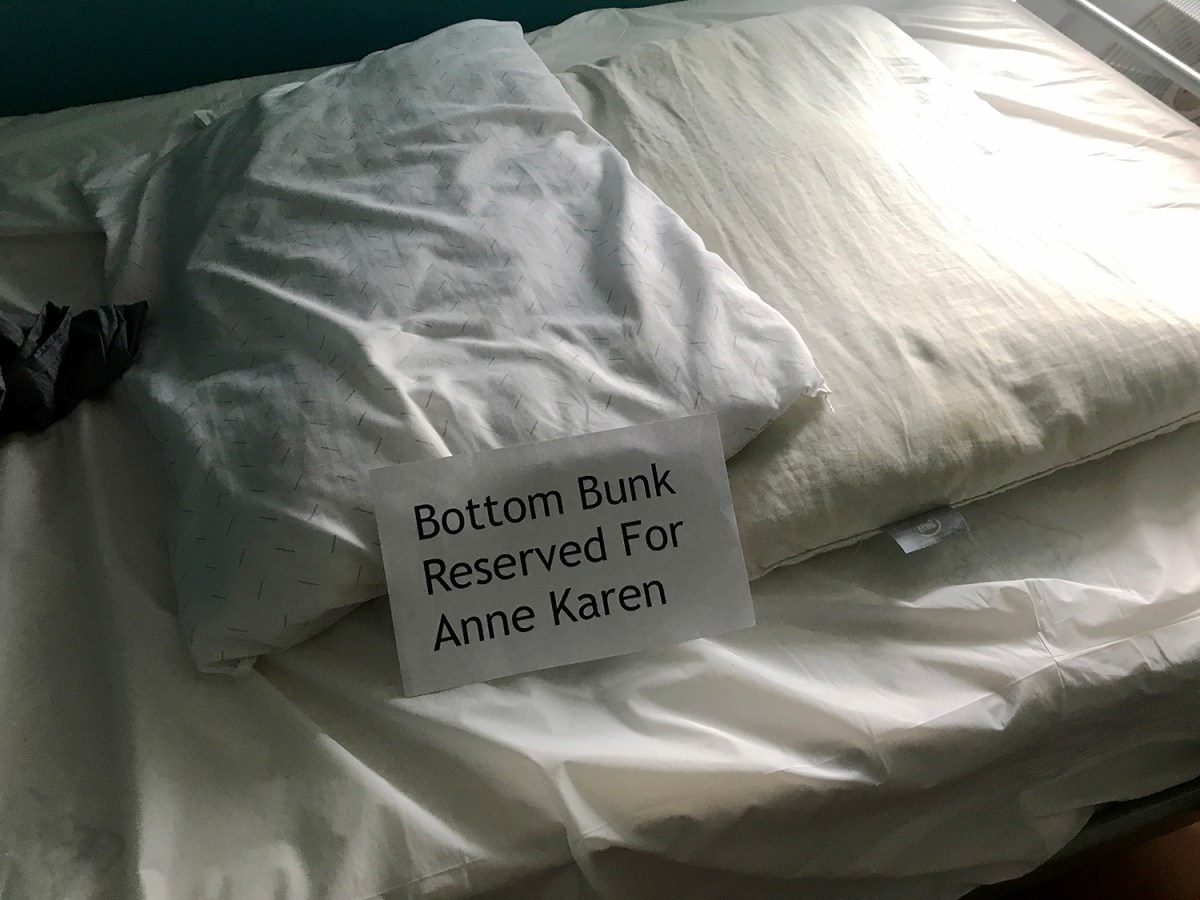 Bottom Bunk
Reserved For
Anne Karen